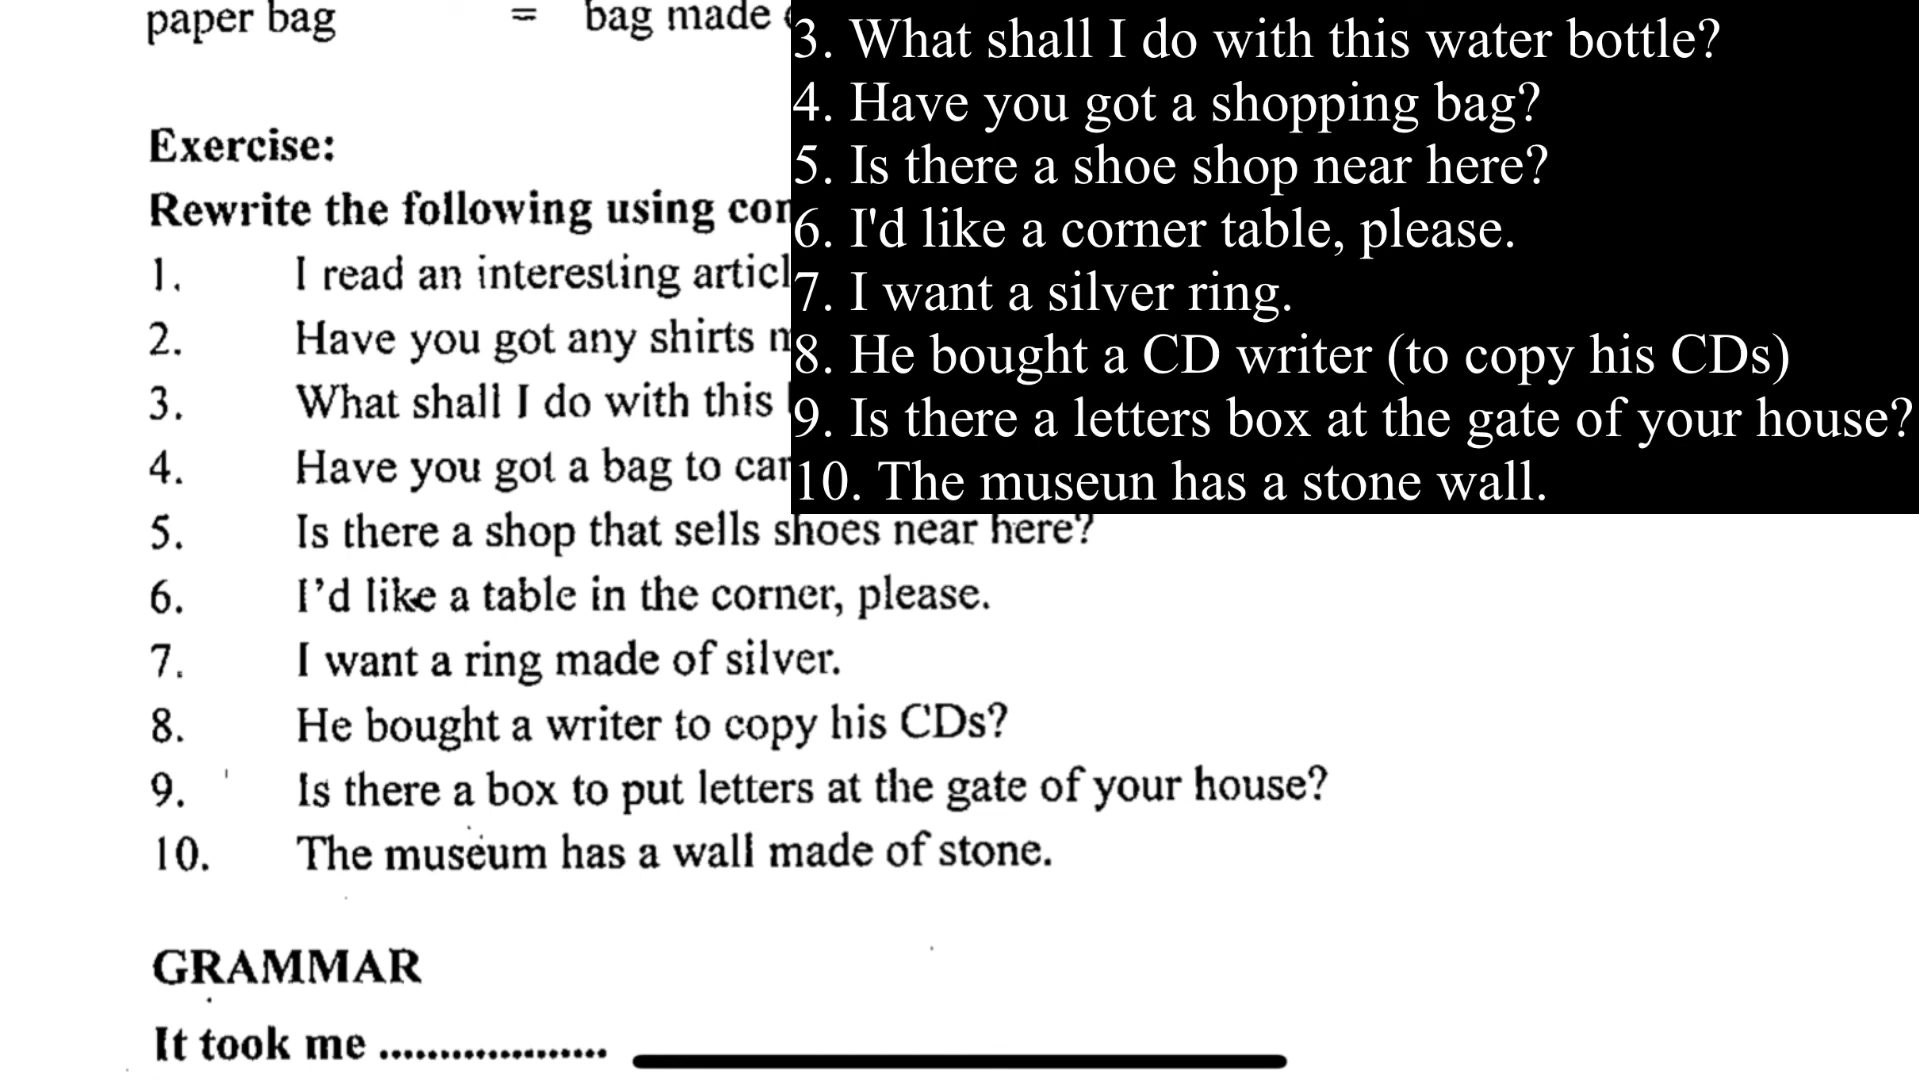 paper bag = bag made
Exercise:
Rewrite the following using
1. I read an interesting
2. Have you got any shirts
3. What shall I do with this
4. Have you got a bag to
5. Is there a shop that sells shoes near here?
6. I'd like a table in the corner, please.
7. I want a ring made of silver.
8. He bought a writer to copy his CDs?
9. Is there a box to put letters at the gate of your house?
10. The museum has a wall made of stone.
GRAMMAR
It took me ...................
3. What shall I do with this water bottle?
4. Have you got a shopping bag?
5. Is there a shoe shop near here?
6. I'd like a corner table, please.
7. I want a silver ring.
8. He bought a CD writer (to copy his CDs)
9. Is there a letters box at the gate of your house?
10. The museun has a stone wall.